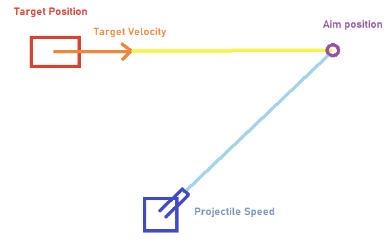 Target Position
Aim position
Target Velocity
Projectile Speed